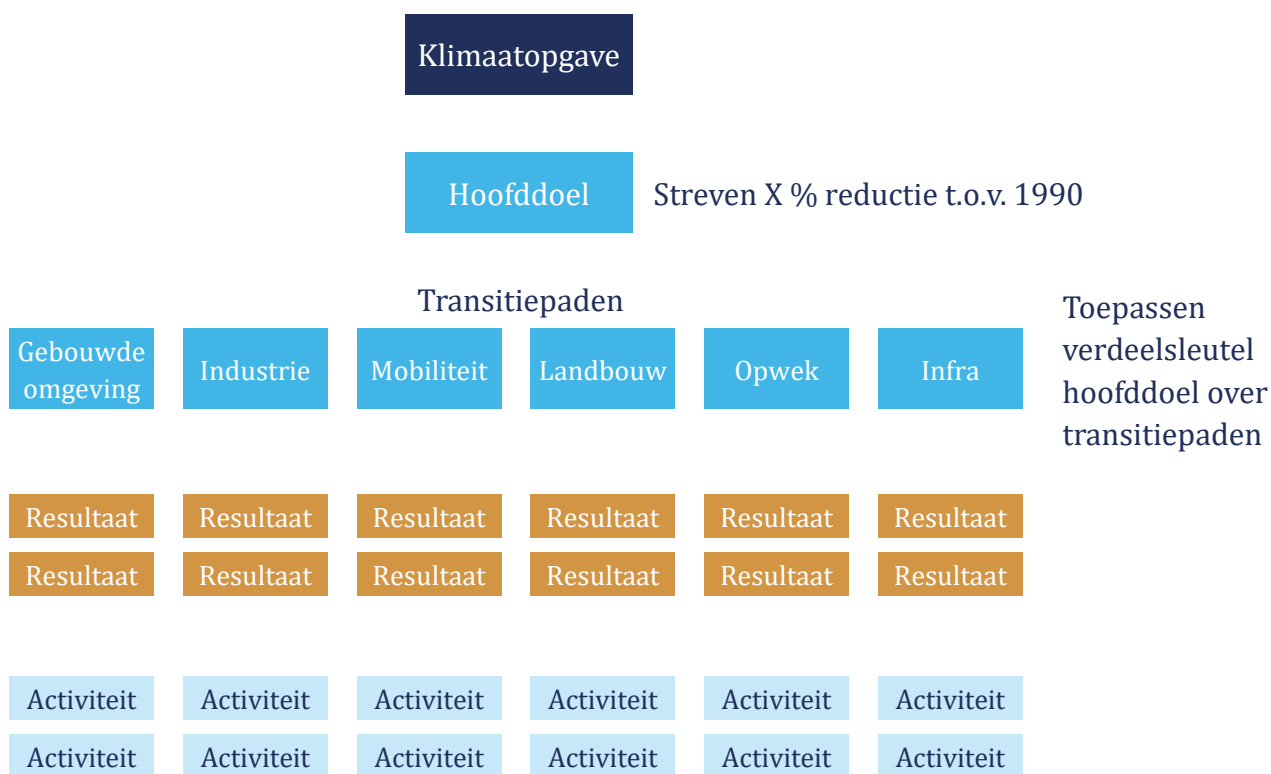 Klimaatopgave
Hoofddoel
Streven X % reductie t.o.v. 1990
Transitiepaden
Gebouwde
omgeving
Industrie
Mobiliteit
Landbouw
Opwek
Infra
Toepassen
verdeelsleutel
hoofddoel over
transitiepaden
Resultaat Resultaat Resultaat Resultaat Resultaat Resultaat
Resultaat Resultaat Resultaat Resultaat Resultaat Resultaat
Activiteit Activiteit Activiteit Activiteit Activiteit Activiteit
Activiteit Activiteit Activiteit Activiteit Activiteit Activiteit